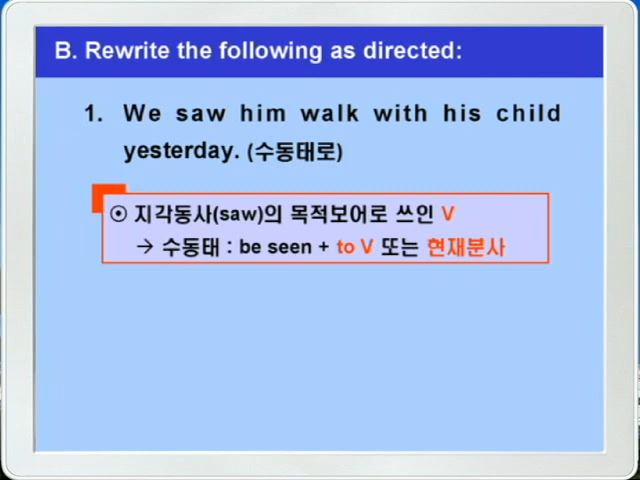 B. Rewrite the following as directed:
1. We saw him walk with his child
yesterday. (수동태로)
⊙ 지각동사(saw)의 목적보어로 쓰인 V
→ 수동태 : be seen + to V 또는 현재분사